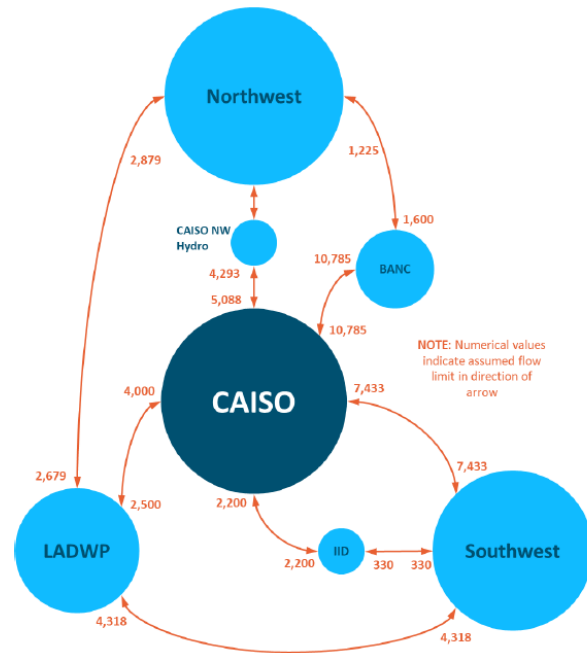 Northwest
2,879
1,225
CAISO NW
Hydro
1,600
4,293
10,785
BANC
5,088
10,785
NOTE: Numerical values
indicate assumed flow
limit in direction of
arrow
4,000
CAISO
7,433
2,679
2,500
2,200
7,433
LADWP
2,200
IID
330
330
Southwest
4,318
4,318